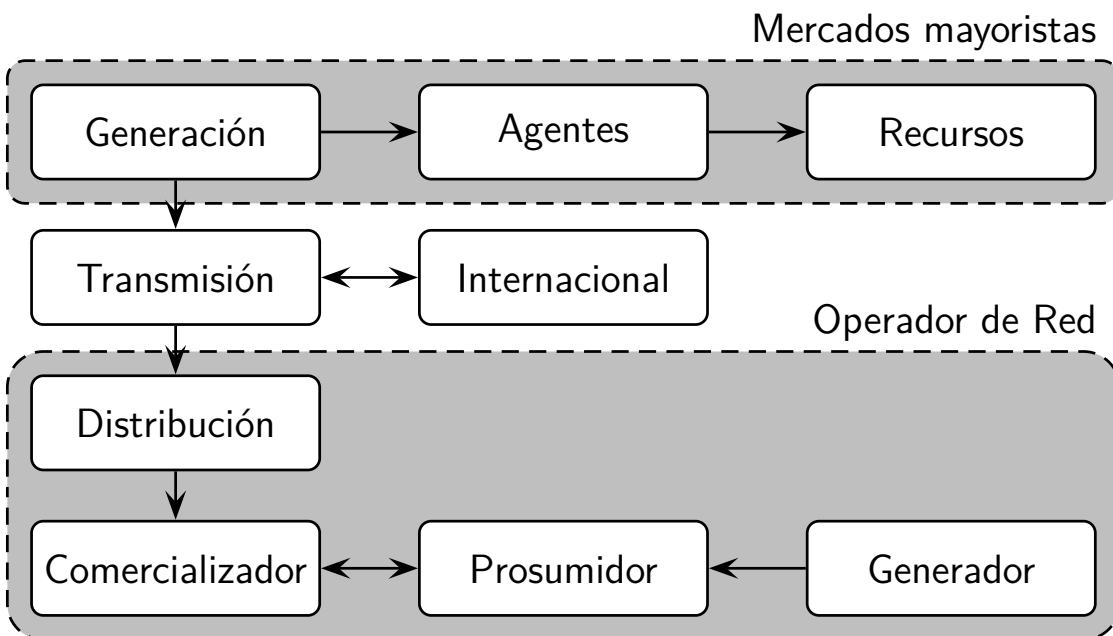 Mercados mayoristas
Generación
Agentes
Recursos
Transmisión
Internacional
Operador de Red
Distribución
Comercializador
Prosumidor
Generador